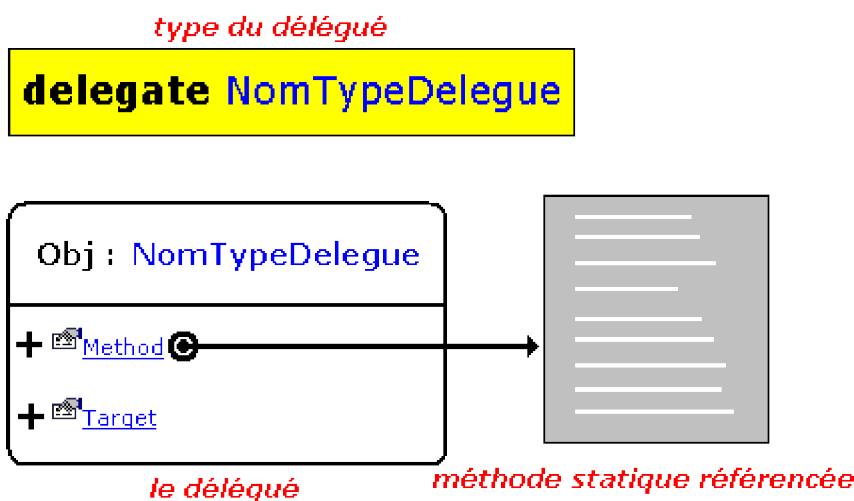 type du délégué
delegate NomTypeDelegue
Obj : NomTypeDelegue
+ Method
+ Target
le délégué
méthode statique référencée